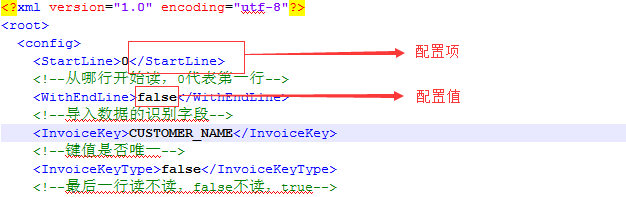 <?xml version="1.0" encoding="utf-8"?>
<root>
<config>
<StartLine>0</StartLine>
配置项
<!--从哪行开始读，0代表第一行-->
<WithEndLine>false</WithEndLine>
配置值
<!--导入数据的识别字段-->
<InvoiceKey>CUSTOMER_NAME</InvoiceKey>
<!--键值是否唯一-->
<InvoiceKeyType>false</InvoiceKeyType>
<!--最后一行读不读，false不读，true-->